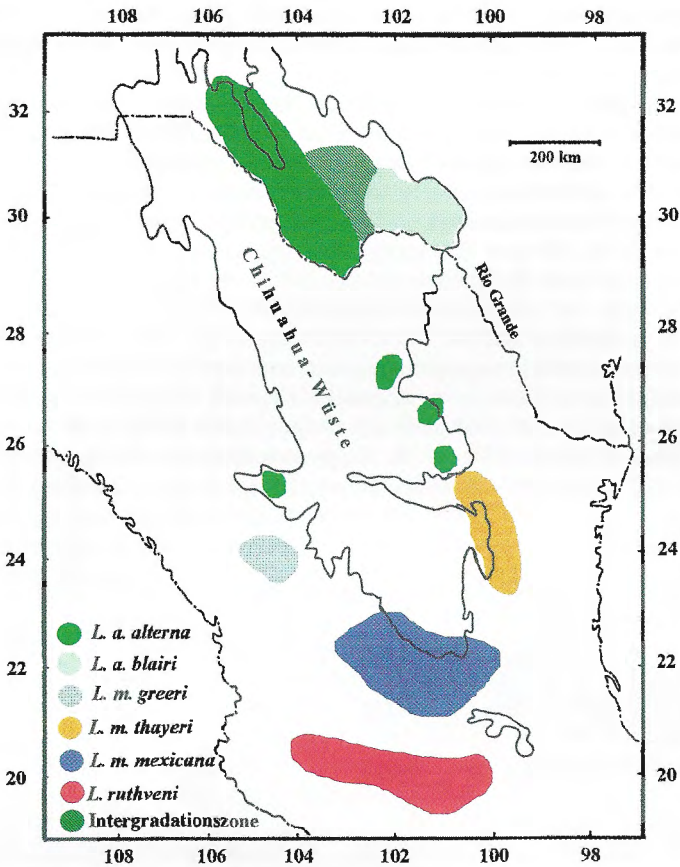 108 106 104 102 100 98
32 32
200 km
30 30
Chihuahua-Wüste
Rio Grande
28 28
26 26
24 24
L. a. alterna
L. a. blairi
22 22
L. m. greeri
L. m. thayeri
L. m. mexicana
20 20
L. ruthveni
Intergradationszone
108 106 104 102 100 98